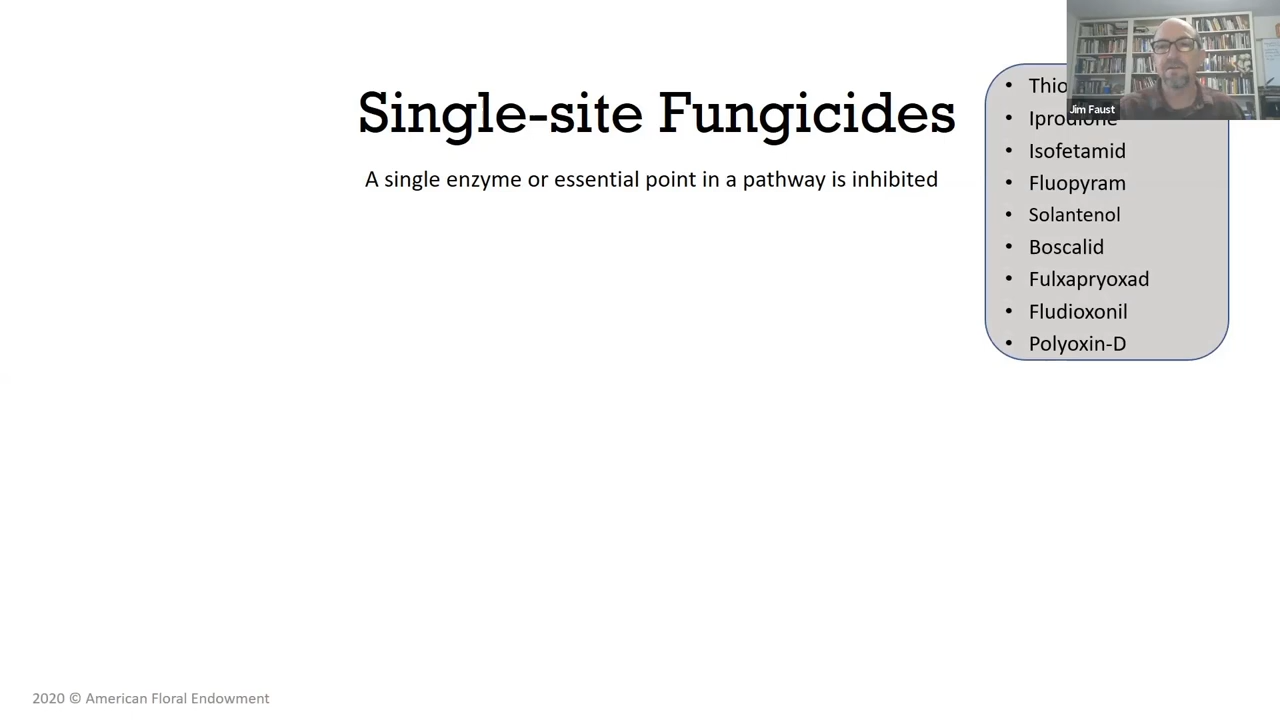 Single-site Fungicides
A single enzyme or essential point in a pathway is inhibited
• Thio
• Iprodione
• Isofetamid
• Fluopyram
• Solantenol
• Boscalid
• Fulxapryoxad
• Fludioxonil
• Polyoxin-D
Jim Faust
2020 © American Floral Endowment